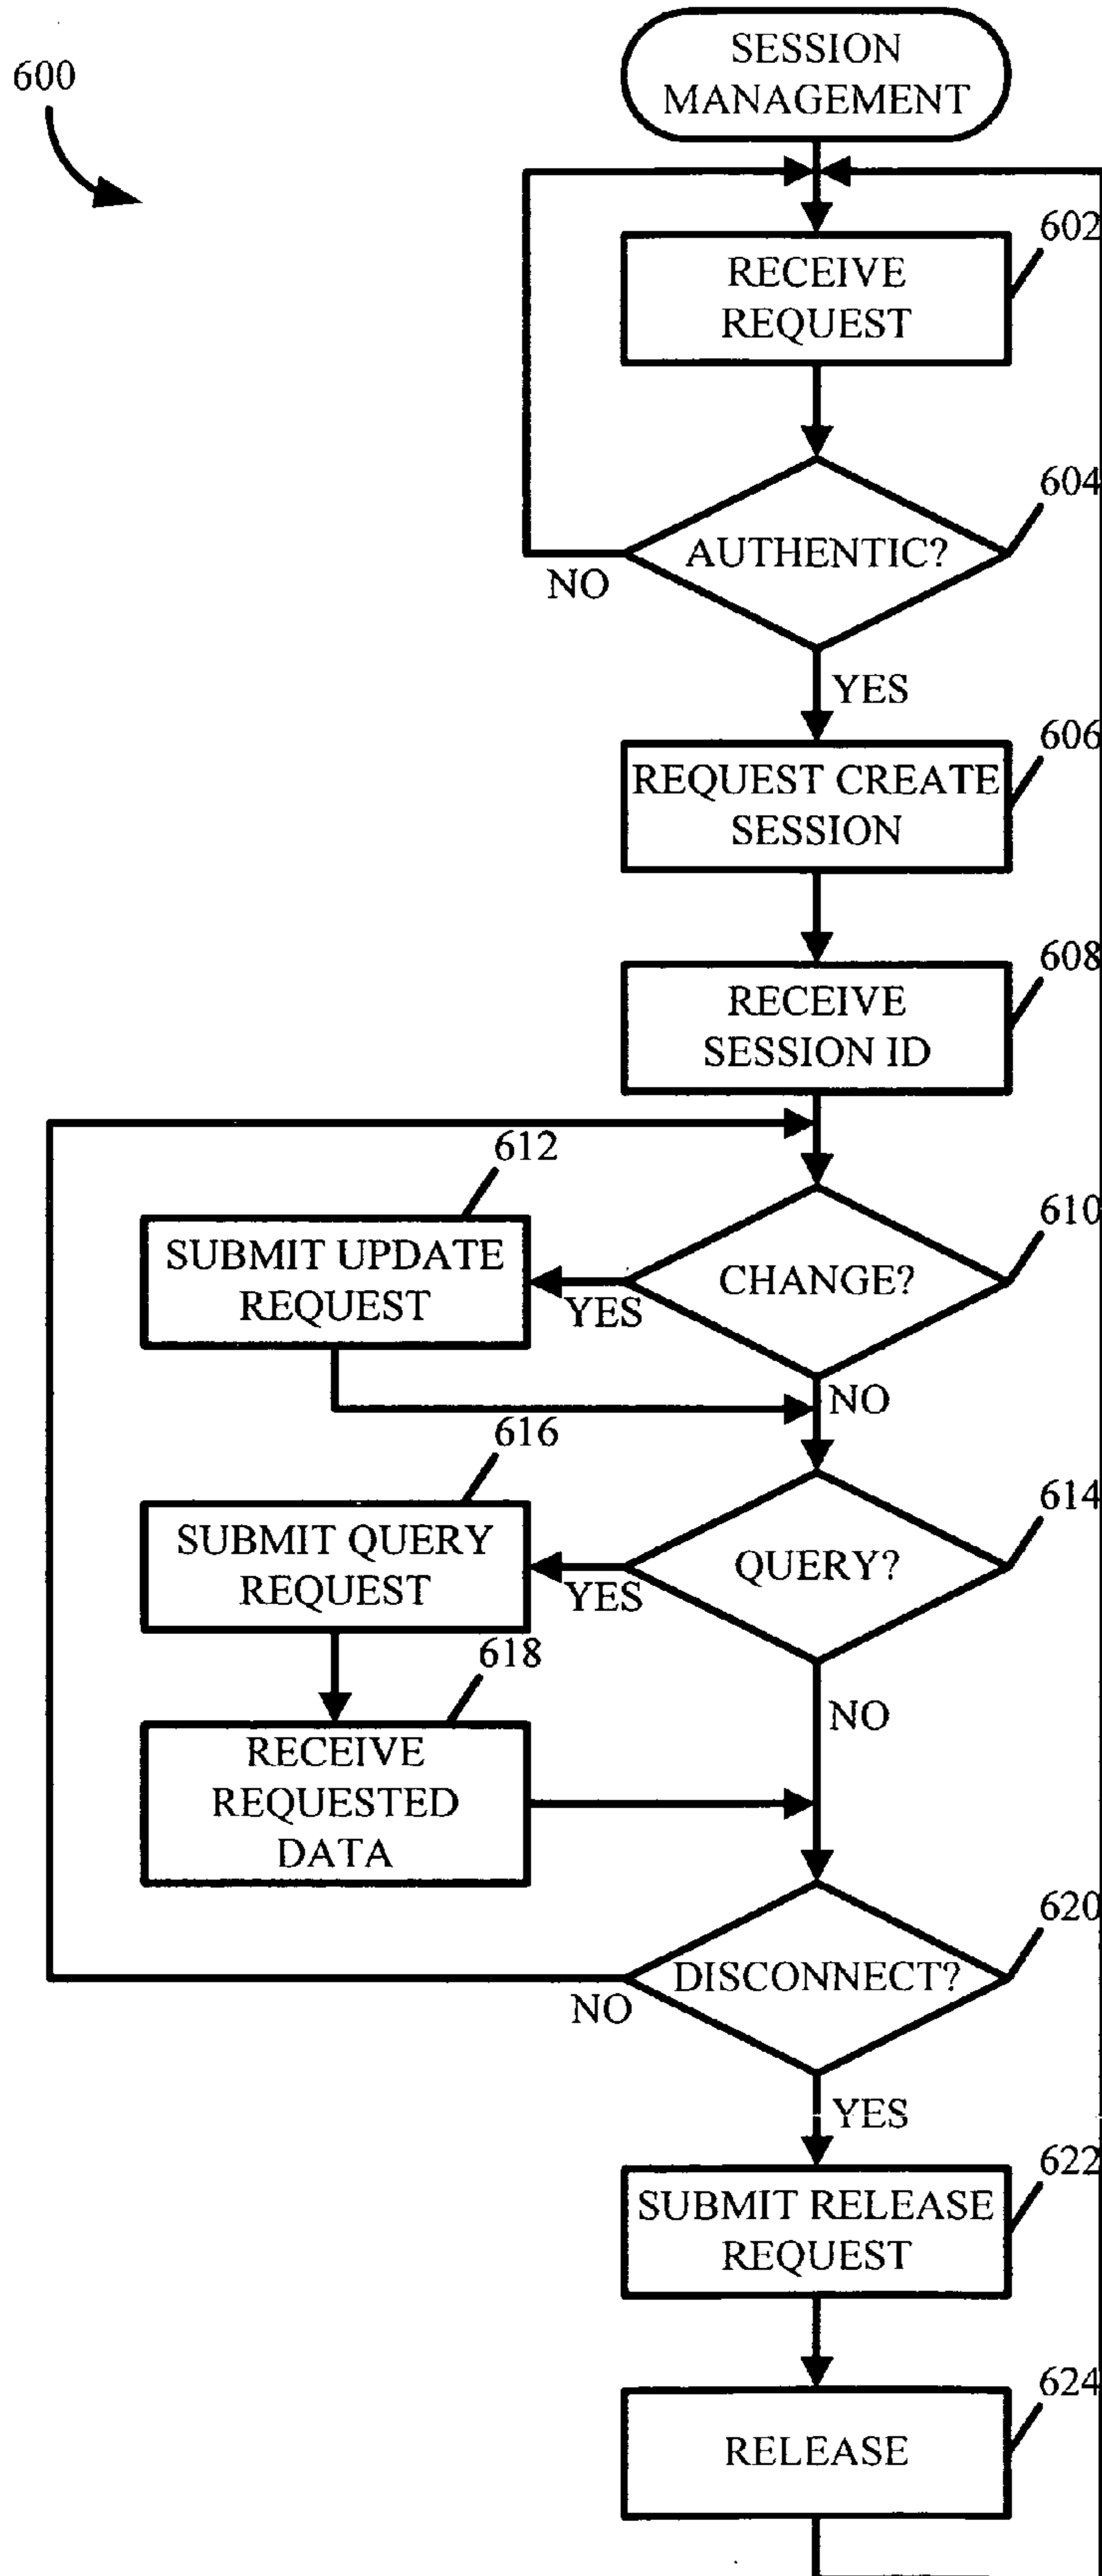 600
SESSION
MANAGEMENT
602
RECEIVE
REQUEST
604
AUTHENTIC?
NO
YES
606
REQUEST CREATE
SESSION
608
RECEIVE
SESSION ID
612
610
SUBMIT UPDATE
REQUEST
CHANGE?
YES
NO
616
614
SUBMIT QUERY
REQUEST
QUERY?
YES
618
NO
RECEIVE
REQUESTED
DATA
620
DISCONNECT?
NO
YES
622
SUBMIT RELEASE
REQUEST
624
RELEASE